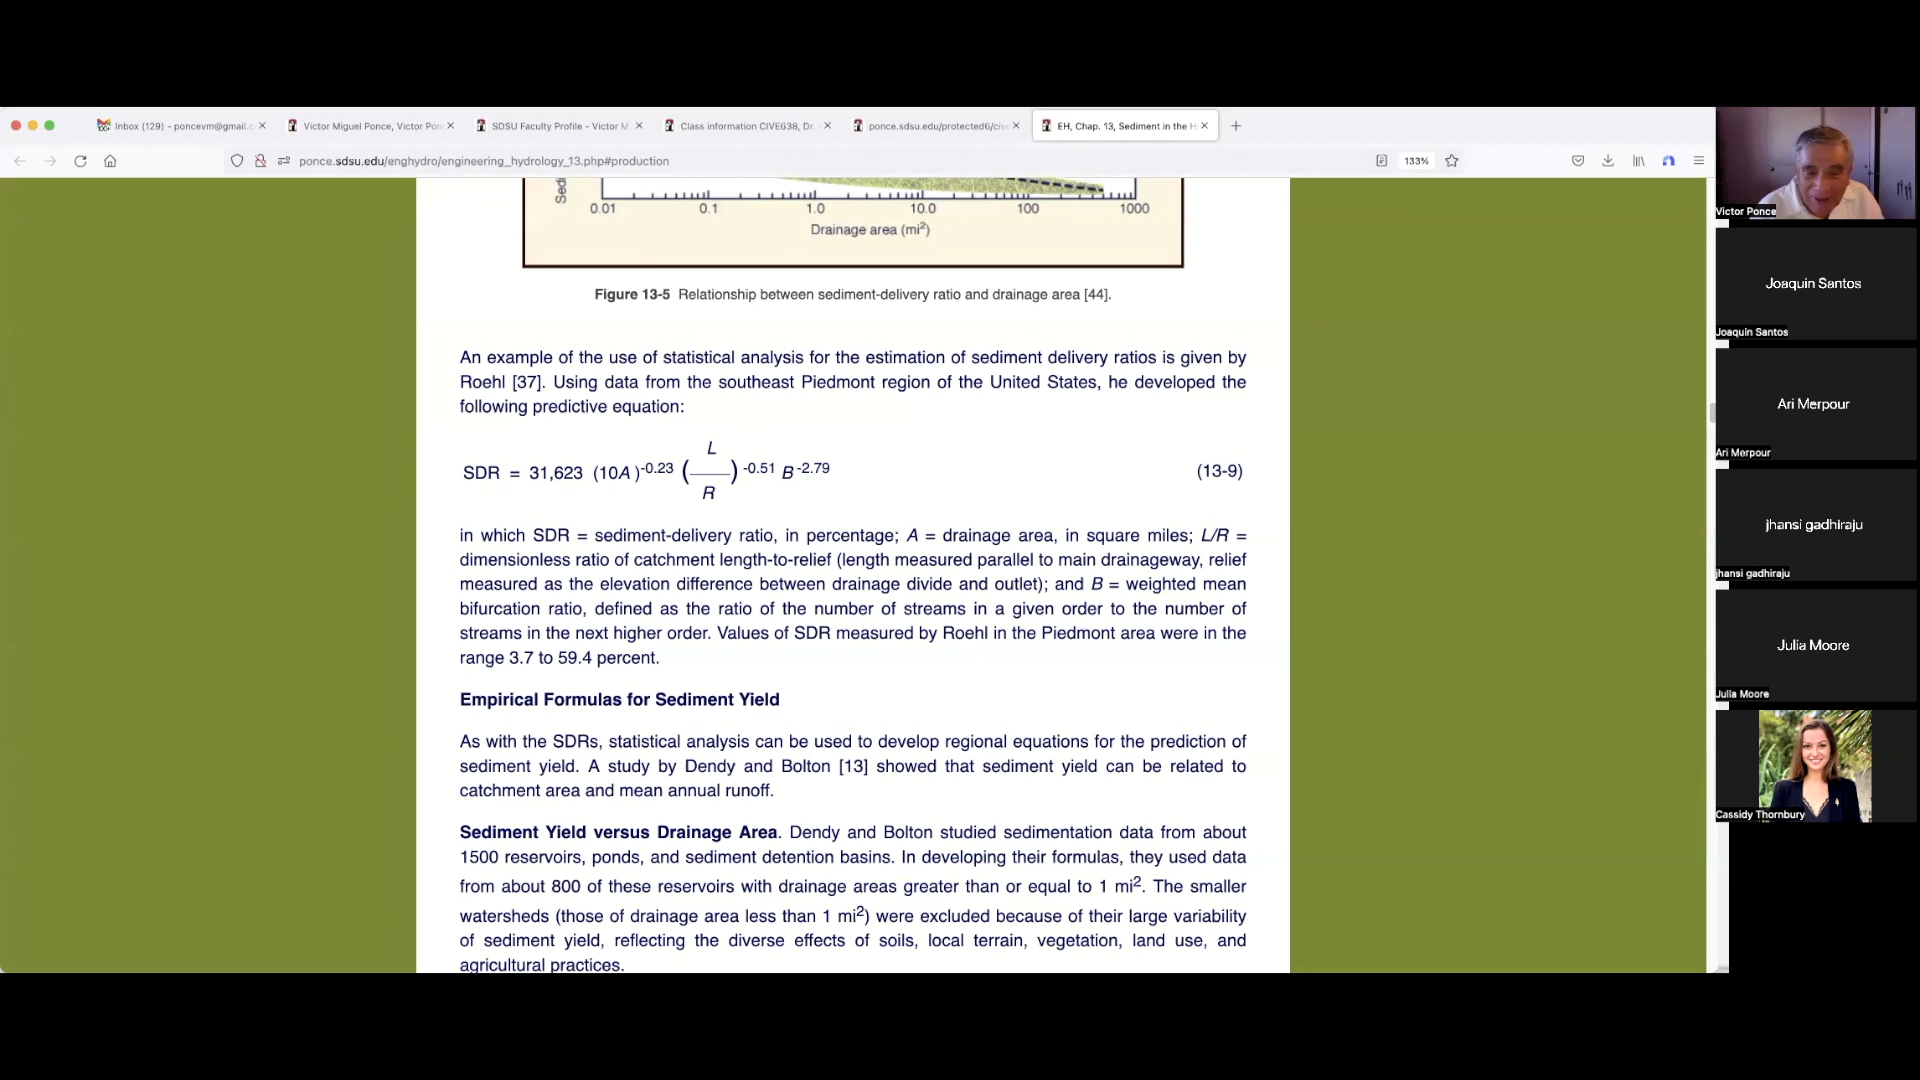 Inbox (129) - poncevm@gmail.c
Victor Miguel Ponce, Victor Pon
SDSU Faculty Profile - Victor M.
Class information CIVE638, Dr.
ponce.sdsu.edu/protected6/cive
EH, Chap. 13, Sediment in the H
ponce.sdsu.edu/enghydro/engineering_hydrology_13.php#production
133%
Sedi
0.01 0.1 1.0 10.0 100 1000
Drainage area (mi²)
Figure 13-5 Relationship between sediment-delivery ratio and drainage area [44].
An example of the use of statistical analysis for the estimation of sediment delivery ratios is given by
Roehl [37]. Using data from the southeast Piedmont region of the United States, he developed the
following predictive equation:
SDR = 31,623 (10A)^-0.23 (L/R)^-0.51 B^-2.79 (13-9)
in which SDR = sediment-delivery ratio, in percentage; A = drainage area, in square miles; L/R =
dimensionless ratio of catchment length-to-relief (length measured parallel to main drainageway, relief
measured as the elevation difference between drainage divide and outlet); and B = weighted mean
bifurcation ratio, defined as the ratio of the number of streams in a given order to the number of
streams in the next higher order. Values of SDR measured by Roehl in the Piedmont area were in the
range 3.7 to 59.4 percent.
Empirical Formulas for Sediment Yield
As with the SDRs, statistical analysis can be used to develop regional equations for the prediction of
sediment yield. A study by Dendy and Bolton [13] showed that sediment yield can be related to
catchment area and mean annual runoff.
Sediment Yield versus Drainage Area. Dendy and Bolton studied sedimentation data from about
1500 reservoirs, ponds, and sediment detention basins. In developing their formulas, they used data
from about 800 of these reservoirs with drainage areas greater than or equal to 1 mi². The smaller
watersheds (those of drainage area less than 1 mi²) were excluded because of their large variability
of sediment yield, reflecting the diverse effects of soils, local terrain, vegetation, land use, and
agricultural practices.
Victor Ponce
Joaquin Santos
Joaquin Santos
Ari Merpour
Ari Merpour
jhansi gadhiraju
jhansi gadhiraju
Julia Moore
Julia Moore
Cassidy Thornbury